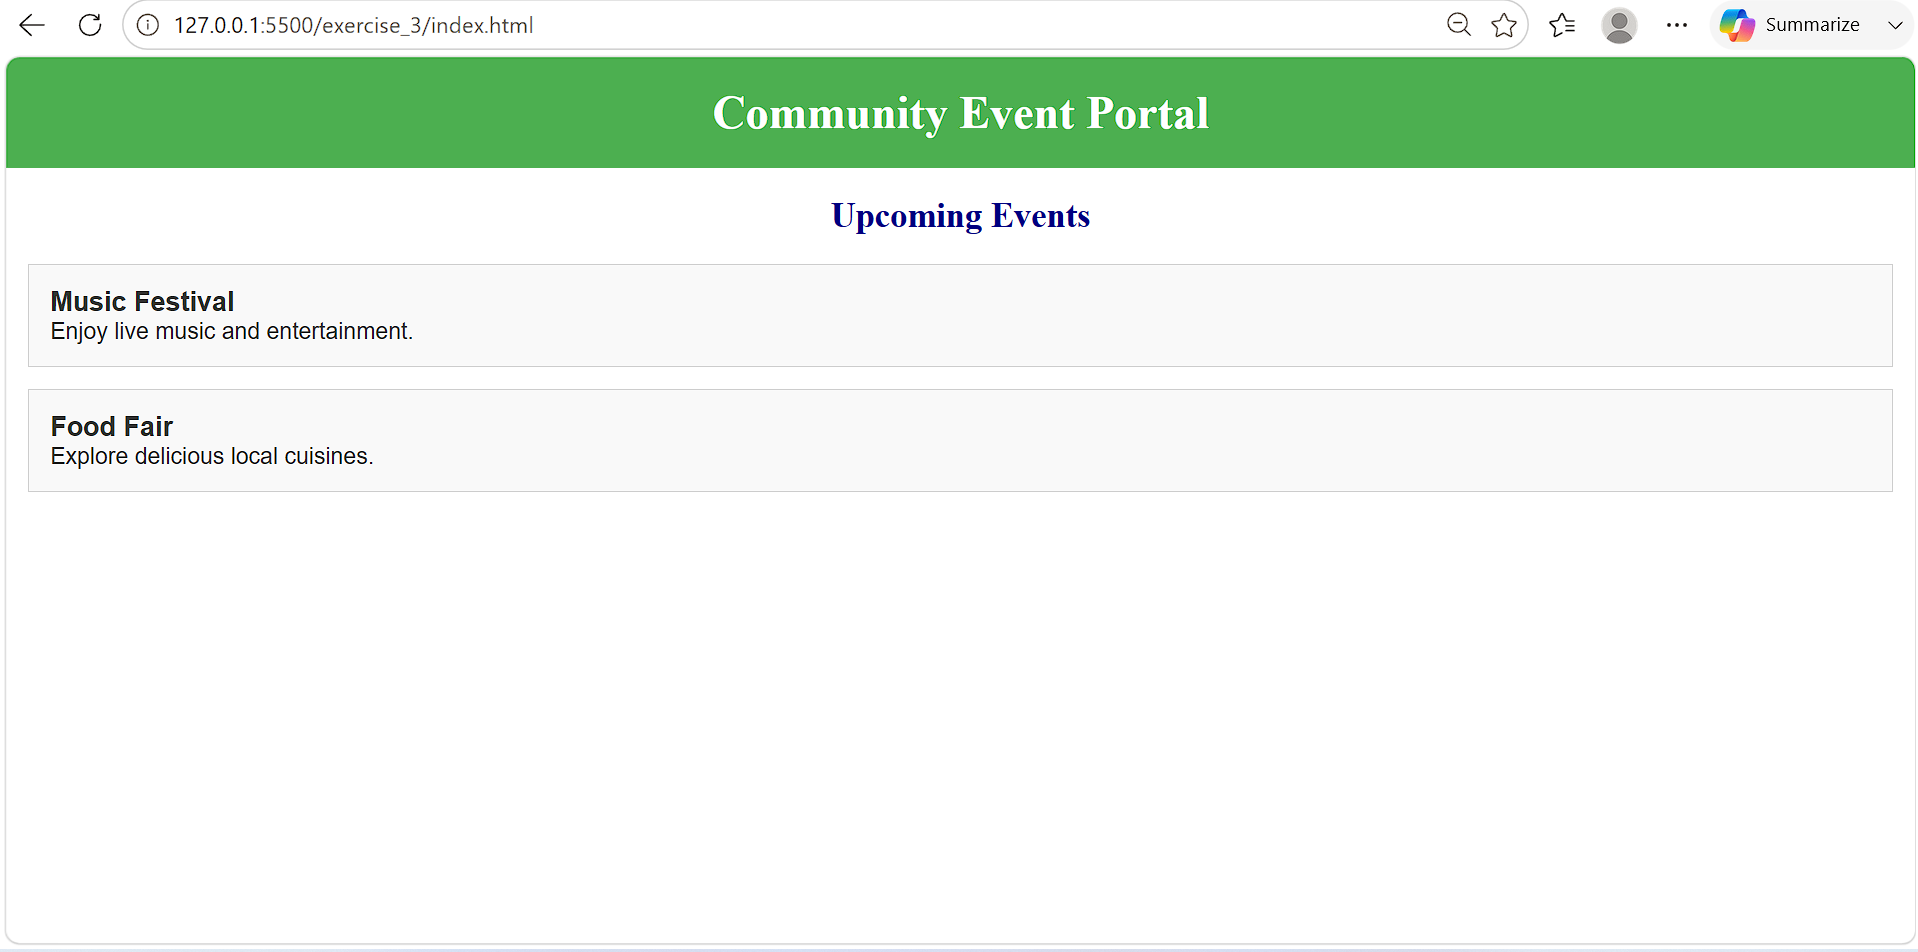 127.0.0.1:5500/exercise_3/index.html
Summarize
Community Event Portal
Upcoming Events
Music Festival
Enjoy live music and entertainment.
Food Fair
Explore delicious local cuisines.